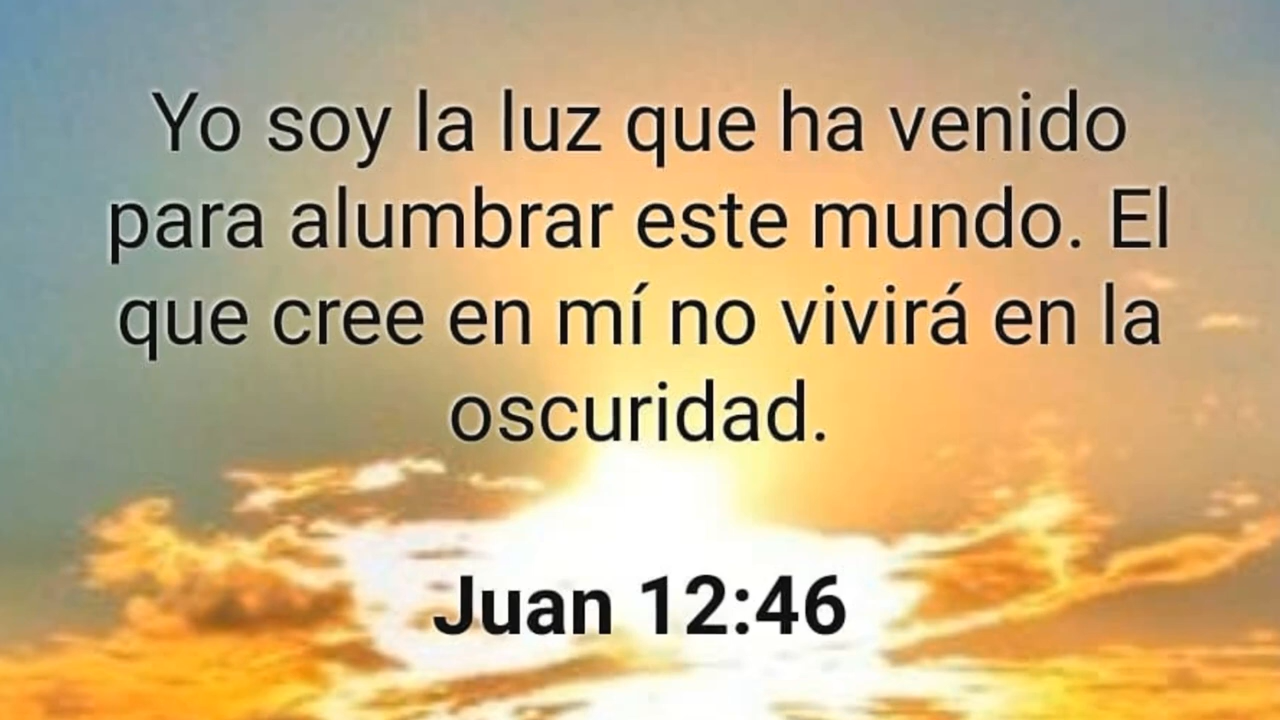 Yo soy la luz que ha venido
para alumbrar este mundo. El
que cree en mí no vivirá en la
oscuridad.
Juan 12:46